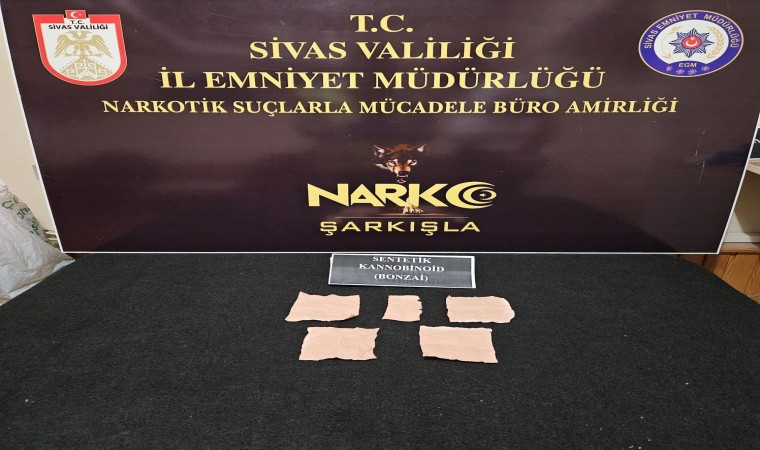 T.C.
SİVAS VALİLİĞİ
T.C.
SİVAS VALİLİĞİ
İL EMNİYET MÜDÜRLÜĞÜ
NARKOTİK SUÇLARLA MÜCADELE BÜRO AMİRLİĞİ
SİVAS EMNİYET MÜDÜRLÜĞÜ
EGM
NARKO
ŞARKIŞLA
SENTETİK
KANNOBİNOİD
(BONZAİ)